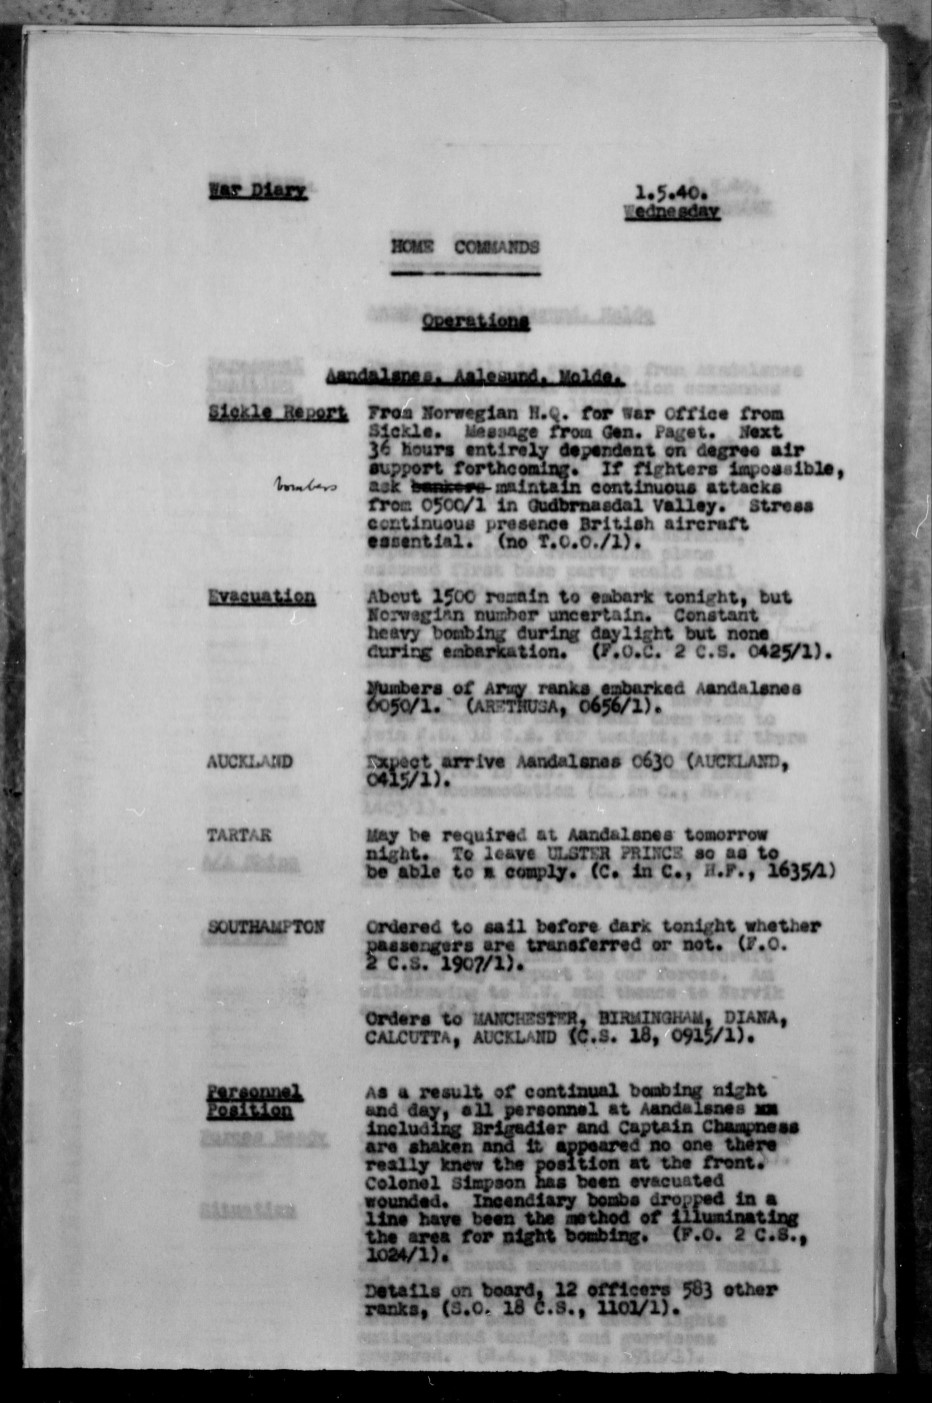 War Diary
1.5.40.
Wednesday
HOME COMMANDS
Operations
Aandalsnes, Aalesund, Molde.
Sickle Report
From Norwegian H.Q. for War Office from
Sickle. Message from Gen. Paget. Next
36 hours entirely dependent on degree air
support forthcoming. If fighters impossible,
bombers
ask bankers maintain continuous attacks
from 0500/1 in Gudbrnasdal Valley. Stress
continuous presence British aircraft
essential. (no T.O.O./1).
Evacuation
About 1500 remain to embark tonight, but
Norwegian number uncertain. Constant
heavy bombing during daylight but none
during embarkation. (F.O.C. 2 C.S. 0425/1).
Numbers of Army ranks embarked Aandalsnes
0050/1. (ARETHUSA, 0656/1).
AUCKLAND
Expect arrive Aandalsnes 0630 (AUCKLAND,
0415/1).
TARTAR
May be required at Aandalsnes tomorrow
night. To leave ULSTER PRINCE so as to
be able to a comply. (C. in C., H.F., 1635/1)
SOUTHAMPTON
Ordered to sail before dark tonight whether
passengers are transferred or not. (F.O.
2 C.S. 1907/1).
Orders to MANCHESTER, BIRMINGHAM, DIANA,
CALCUTTA, AUCKLAND (C.S. 18, 0915/1).
Personnel
Position
As a result of continual bombing night
and day, all personnel at Aandalsnes xx
including Brigadier and Captain Champness
are shaken and it appeared no one there
really knew the position at the front.
Colonel Simpson has been evacuated
wounded. Incendiary bombs dropped in a
line have been the method of illuminating
the area for night bombing. (F.O. 2 C.S.,
1024/1).
Details on board, 12 officers 583 other
ranks, (S.O. 18 C.S., 1101/1).